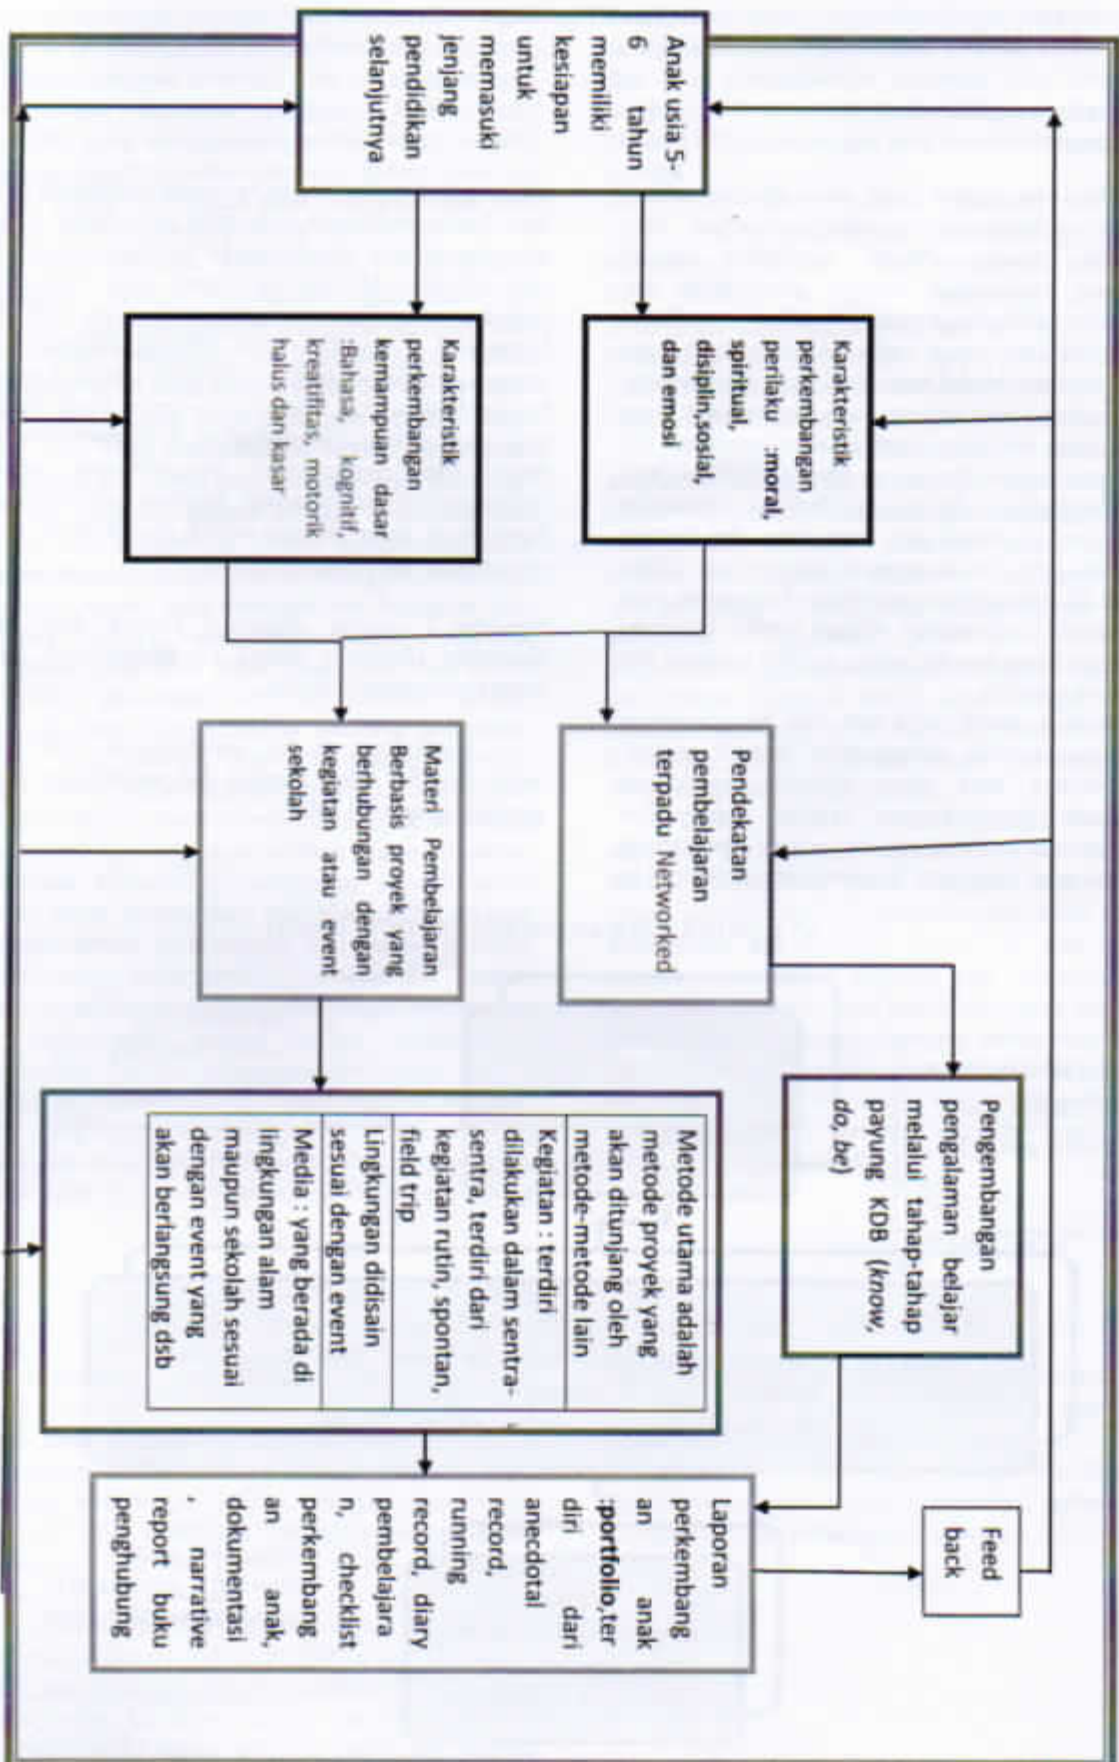 Anak usia 5-
6 tahun
memiliki
kesiapan
untuk
memasuki
jenjang
pendidikan
selanjutnya
Karakteristik
perkembangan
perilaku :moral,
spiritual,
disiplin,sosial,
dan emosi
Karakteristik
perkembangan
kemampuan dasar
:Bahasa, kognitif,
kreatifitas, motorik
halus dan kasar
Pendekatan
pembelajaran
terpadu Networked
Materi Pembelajaran
Berbasis proyek yang
berhubungan dengan
kegiatan atau event
sekolah
Pengembangan
pengalaman belajar
melalui tahap-tahap
payung KDB (know,
do, be)
Metode utama adalah
metode proyek yang
akan ditunjang oleh
metode-metode lain
Kegiatan : terdiri
dilakukan dalam sentra-
sentra, terdiri dari
kegiatan rutin, spontan,
field trip
Lingkungan didisain
sesuai dengan event
Media : yang berada di
lingkungan alam
maupun sekolah sesuai
dengan event yang
akan berlangsung dsb
Feed
back
Laporan
perkembang
an anak
:portfolio,ter
diri dari
anecdotal
record,
running
record, diary
pembelajara
n, checklist
perkembang
an anak,
dokumentasi
, narrative
report buku
penghubung